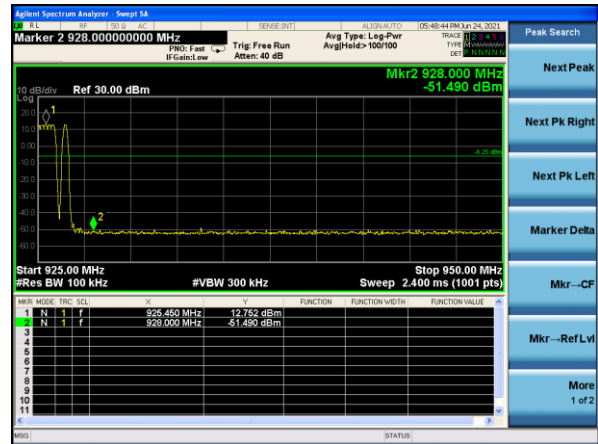 Agilent Spectrum Analyzer - Swept SA
RL RF 50 Ω AC SENSE:INT ALIGNAUTO 05:48:44 PM Jun 24, 2021
Marker 2 928.000000000 MHz
PNO: Fast
IFGain:Low
Trig: Free Run
Atten: 40 dB
Avg Type: Log-Pwr
Avg|Hold:>100/100
TRACE 1 2 3 4 5 6
TYPE M
DET P N N N N N
Peak Search
Mkr2 928.000 MHz
-51.490 dBm
10 dB/div Ref 30.00 dBm
Log
20.0
10.0
0.00
-10.0
-20.0
-30.0
-40.0
-50.0
-60.0
1
2
-6.25 dBm
Start 925.00 MHz Stop 950.00 MHz
#Res BW 100 kHz #VBW 300 kHz Sweep 2.400 ms (1001 pts)
MKR MODE TRC SCL X Y FUNCTION FUNCTION WIDTH FUNCTION VALUE
1 N 1 f 925.450 MHz 12.752 dBm
2 N 1 f 928.000 MHz -51.490 dBm
3
4
5
6
7
8
9
10
11
MSG STATUS
Next Peak
Next Pk Right
Next Pk Left
Marker Delta
Mkr→CF
Mkr→Ref Lvl
More
1 of 2